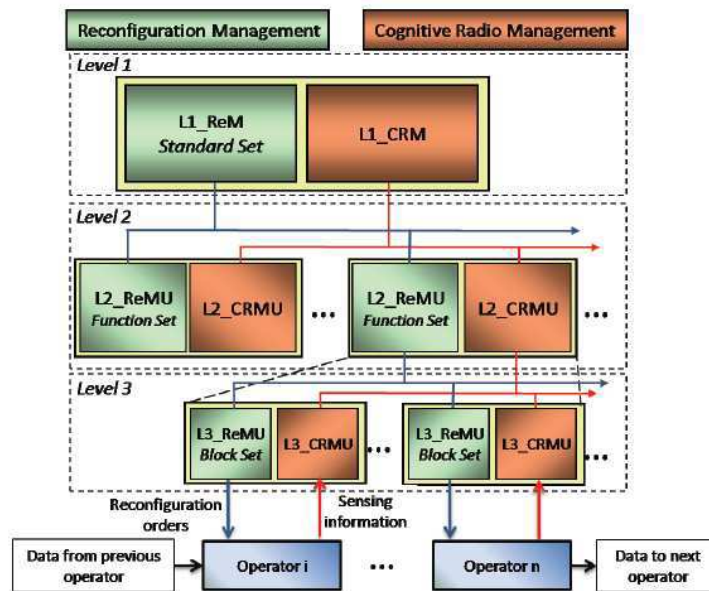 Reconfiguration Management
Cognitive Radio Management
Level 1
L1_ReM
Standard Set
L1_CRM
Level 2
L2_ReMU
Function Set
L2_CRMU
...
L2_ReMU
Function Set
L2_CRMU
...
Level 3
L3_ReMU
Block Set
L3_CRMU
...
L3_ReMU
Block Set
L3_CRMU
...
Reconfiguration
orders
Sensing
information
Data from previous
operator
Operator i
...
Operator n
Data to next
operator